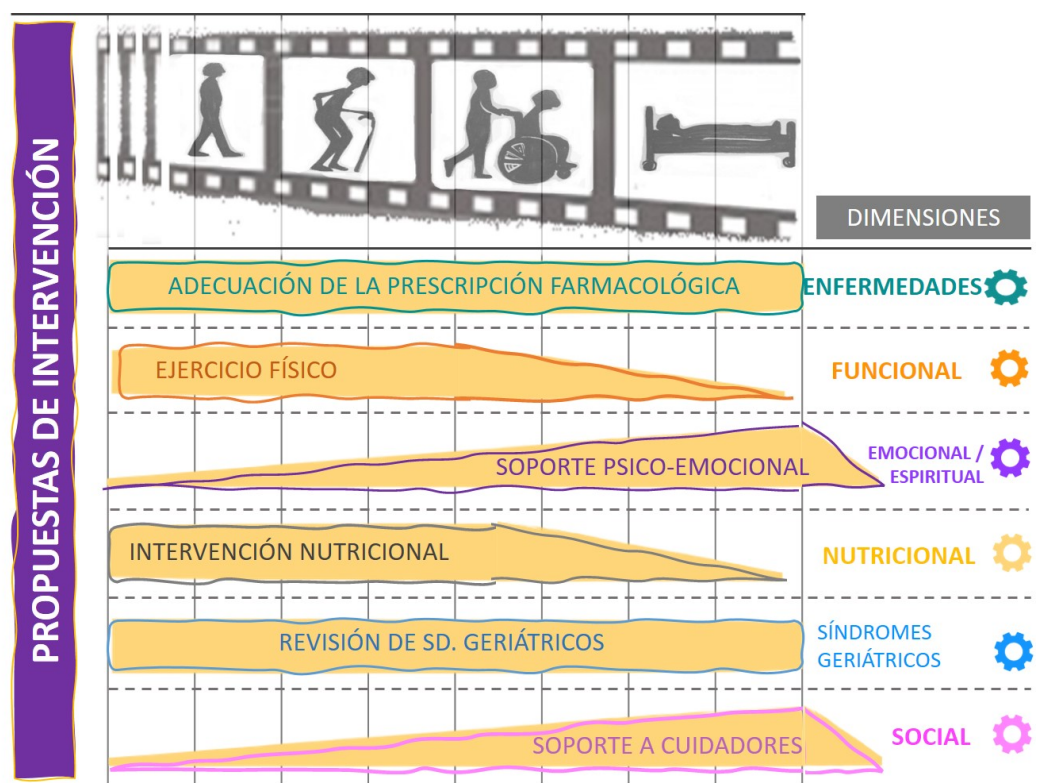 PROPUESTAS DE INTERVENCIÓN
DIMENSIONES
ADECUACIÓN DE LA PRESCRIPCIÓN FARMACOLÓGICA
ENFERMEDADES
EJERCICIO FÍSICO
FUNCIONAL
SOPORTE PSICO-EMOCIONAL
EMOCIONAL /
ESPIRITUAL
INTERVENCIÓN NUTRICIONAL
NUTRICIONAL
REVISIÓN DE SD. GERIÁTRICOS
SÍNDROMES
GERIÁTRICOS
SOPORTE A CUIDADORES
SOCIAL